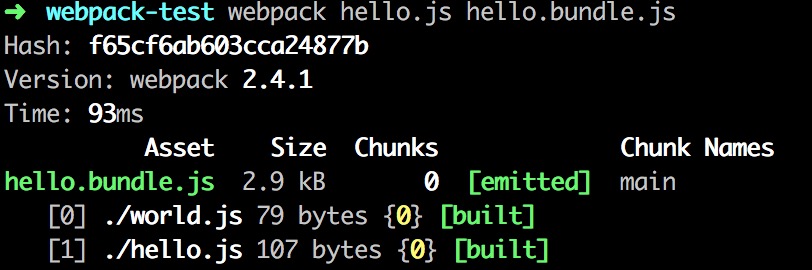 ➜ webpack-test webpack hello.js hello.bundle.js
Hash: f65cf6ab603cca24877b
Version: webpack 2.4.1
Time: 93ms
Asset Size Chunks Chunk Names
hello.bundle.js 2.9 kB 0 [emitted] main
[0] ./world.js 79 bytes {0} [built]
[1] ./hello.js 107 bytes {0} [built]